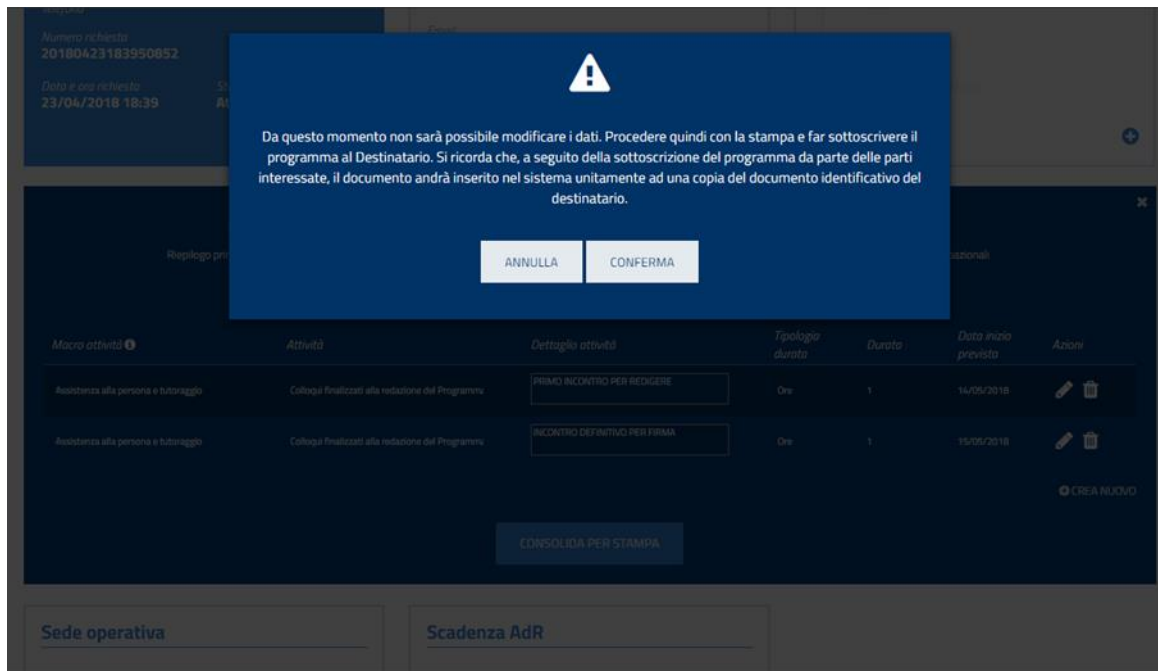 Telefono
Numero richiesta
20180423183950852
Data e ora richiesta
23/04/2018 18:39
Da questo momento non sarà possibile modificare i dati. Procedere quindi con la stampa e far sottoscrivere il
programma al Destinatario. Si ricorda che, a seguito della sottoscrizione del programma da parte delle parti
interessate, il documento andrà inserito nel sistema unitamente ad una copia del documento identificativo del
destinatario.
ANNULLA CONFERMA
Riepilogo
Macro attività Attività Dettaglio attività Tipologia durata Durata Data inizio prevista Azioni
Assistenza alla persona e tutoraggio Colloqui finalizzati alla redazione del Programma PRIMO INCONTRO PER REDIGERE Ore 1 14/05/2018
Assistenza alla persona e tutoraggio Colloqui finalizzati alla redazione del Programma INCONTRO DEFINITIVO PER FIRMA Ore 1 15/05/2018
CREA NUOVO
CONSOLIDA PER STAMPA
Sede operativa Scadenza AdR